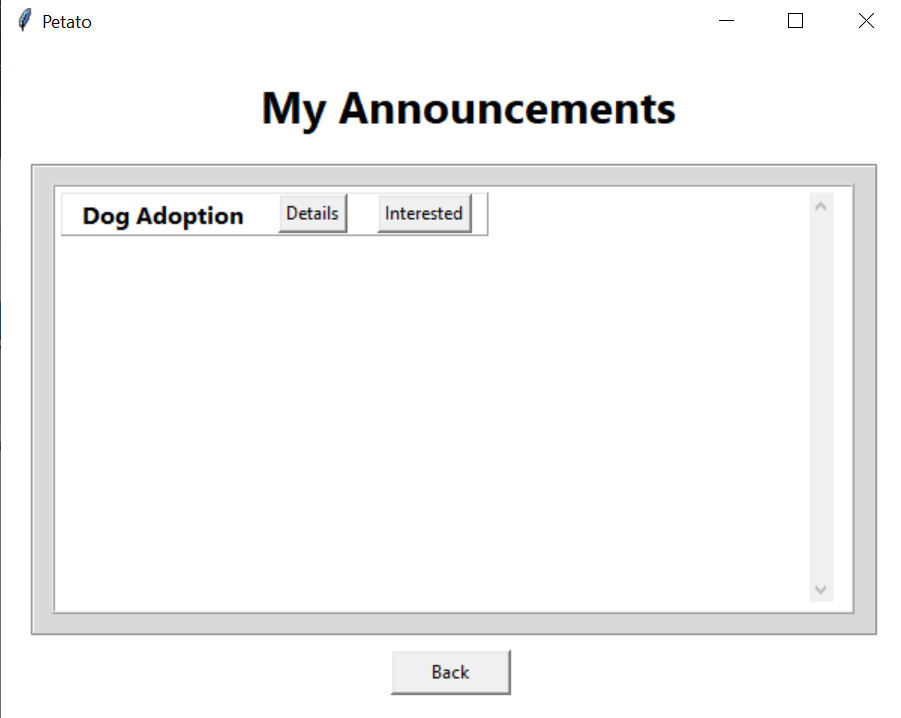 Petato
My Announcements
Dog Adoption Details Interested
Back